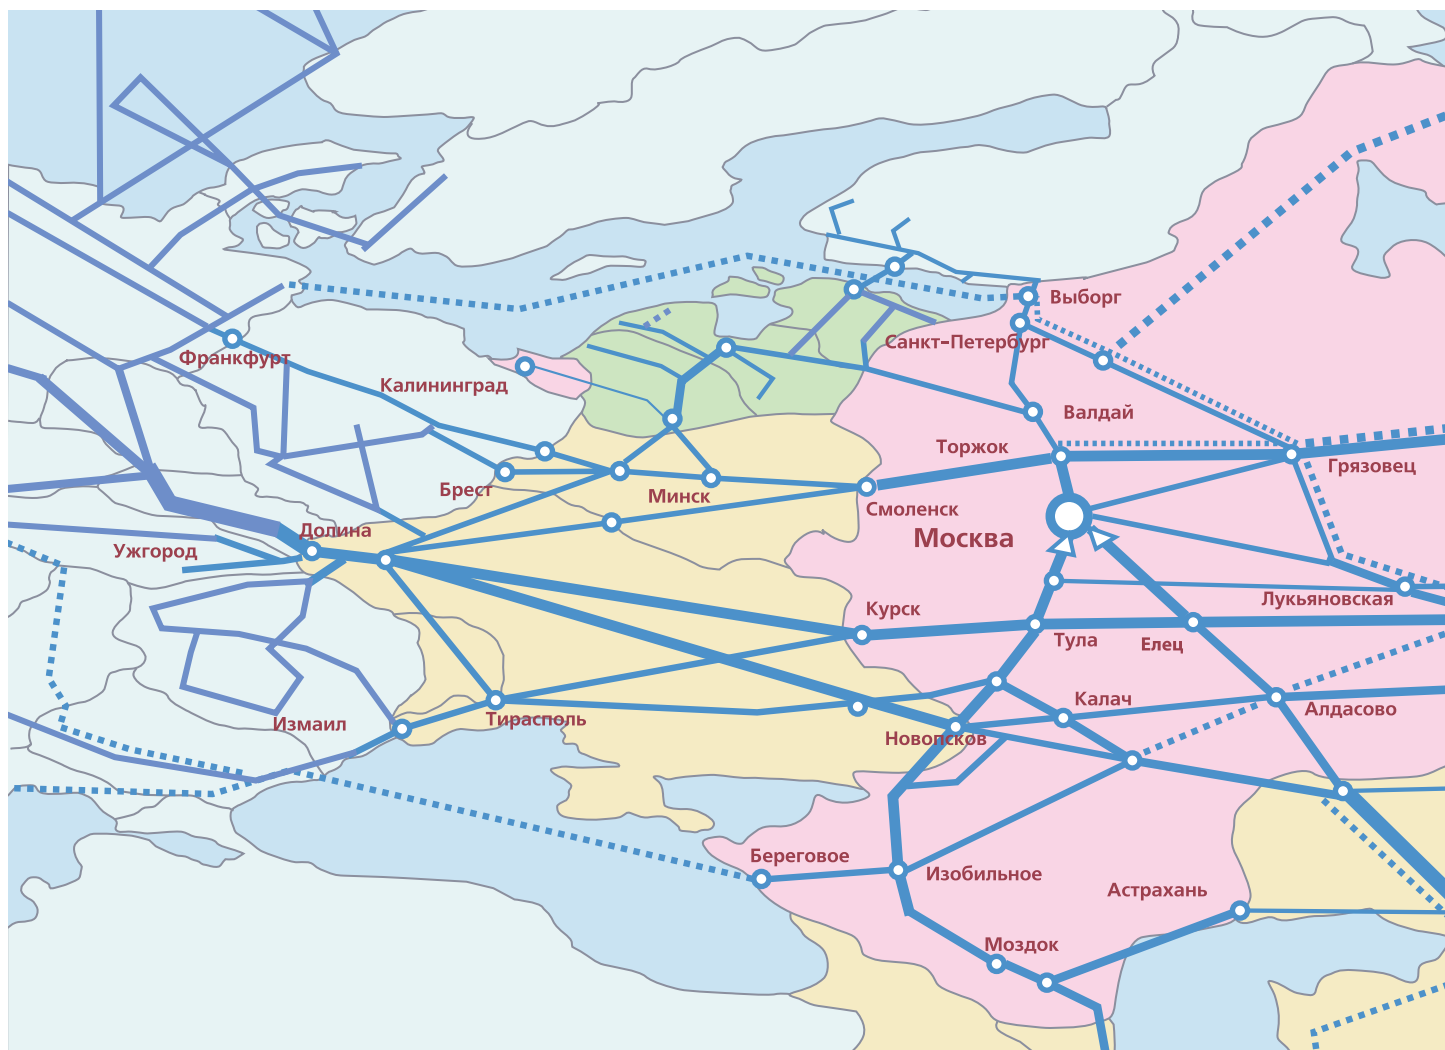 Выборг
Санкт-Петербург
Франкфурт
Калининград
Валдай
Торжок
Грязовец
Брест
Минск
Смоленск
Долина
Москва
Ужгород
Лукьяновская
Курск
Тула
Елец
Калач
Алдасово
Измаил
Тирасполь
Новопсков
Береговое
Изобильное
Астрахань
Моздок